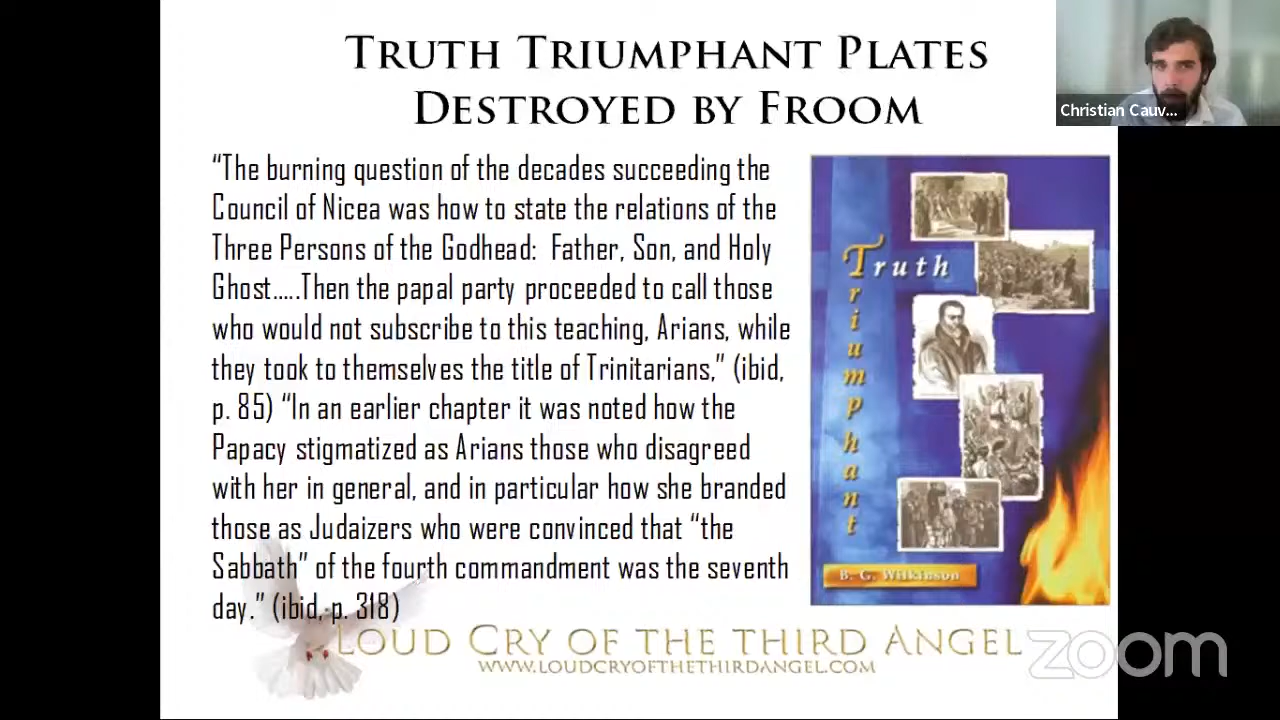 TRUTH TRIUMPHANT PLATES
DESTROYED BY FROOM
Christian Cauv...
“The burning question of the decades succeeding the
Council of Nicea was how to state the relations of the
Three Persons of the Godhead: Father, Son, and Holy
Ghost.....Then the papal party proceeded to call those
who would not subscribe to this teaching, Arians, while
they took to themselves the title of Trinitarians,” (ibid,
p. 85) “In an earlier chapter it was noted how the
Papacy stigmatized as Arians those who disagreed
with her in general, and in particular how she branded
those as Judaizers who were convinced that “the
Sabbath” of the fourth commandment was the seventh
day.” (ibid, p. 318)
Truth
Triumphant
B. G. Wilkinson
LOUD CRY OF THE THIRD ANGEL
WWW.LOUDCRYOFTHETHIRDANGEL.COM
zoom